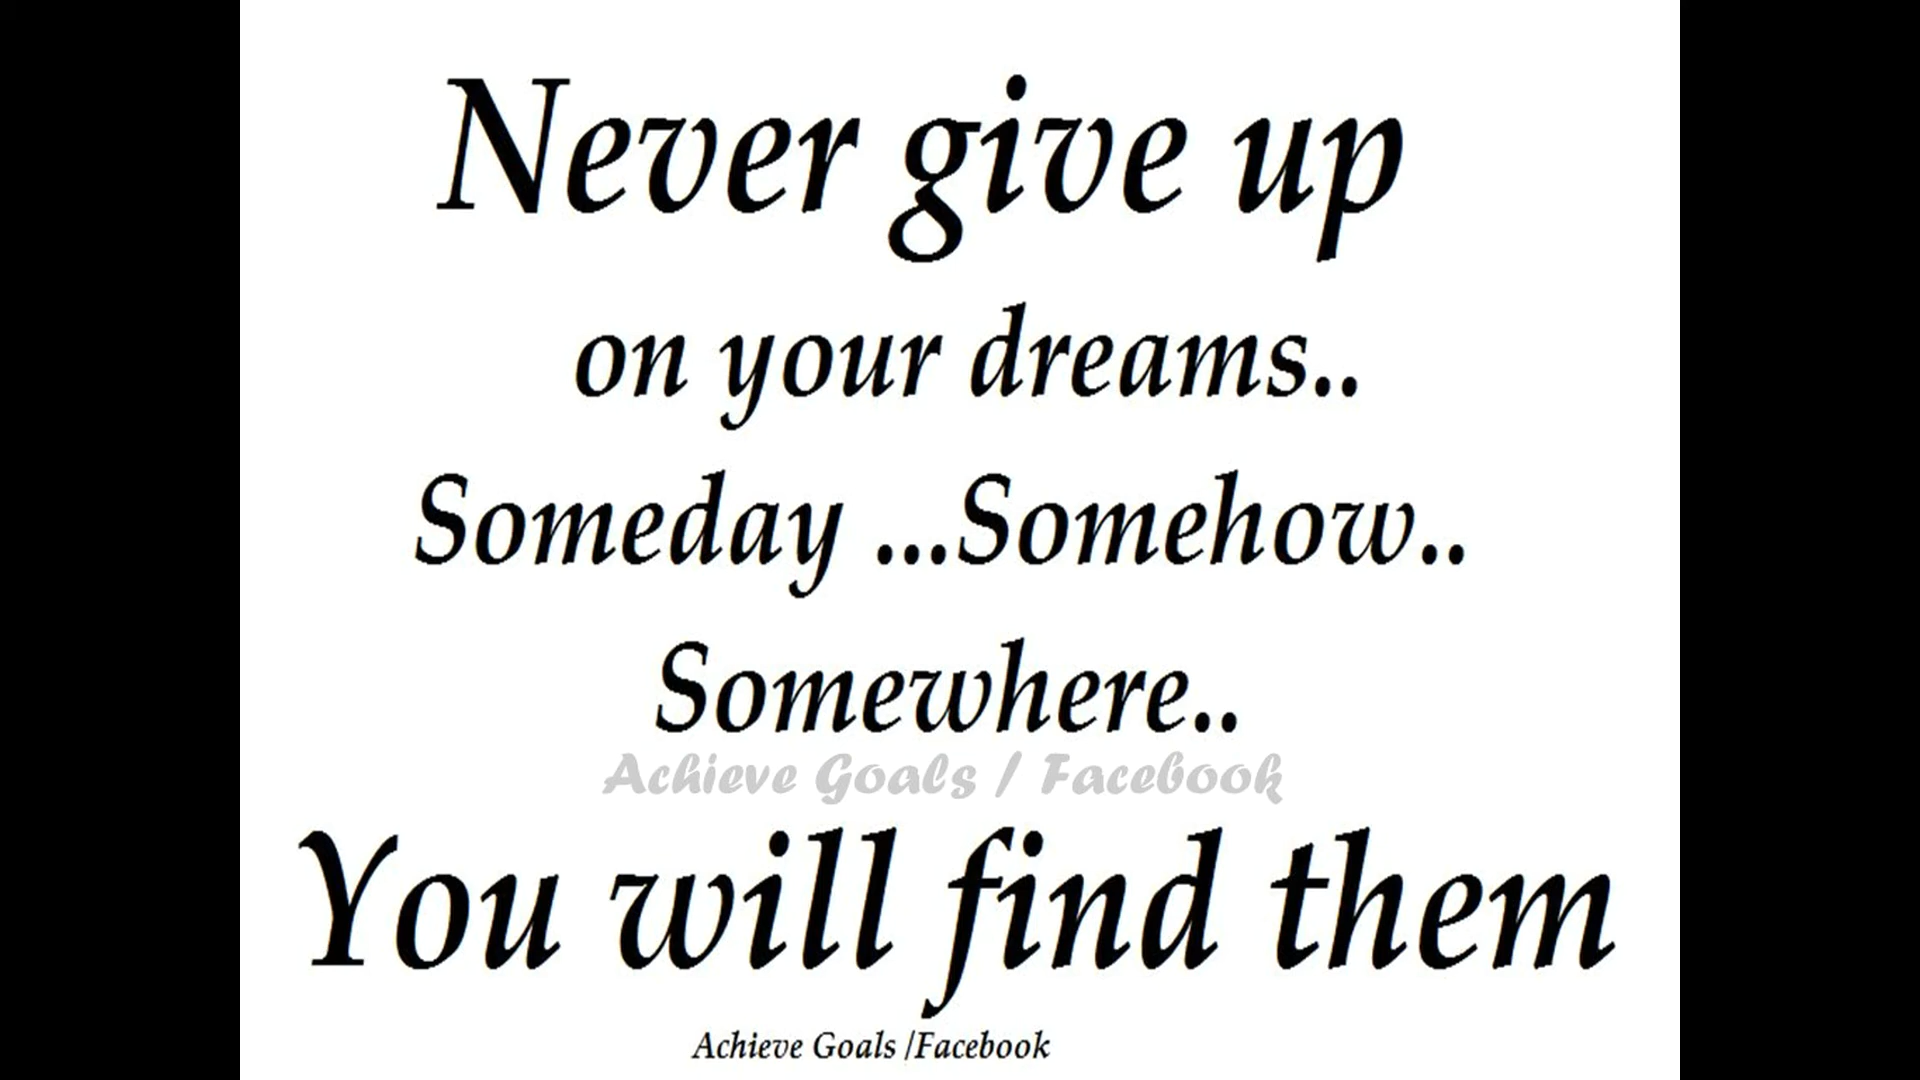 Never give up
on your dreams..
Someday ...Somehow..
Somewhere..
Achieve Goals / Facebook
You will find them
Achieve Goals /Facebook